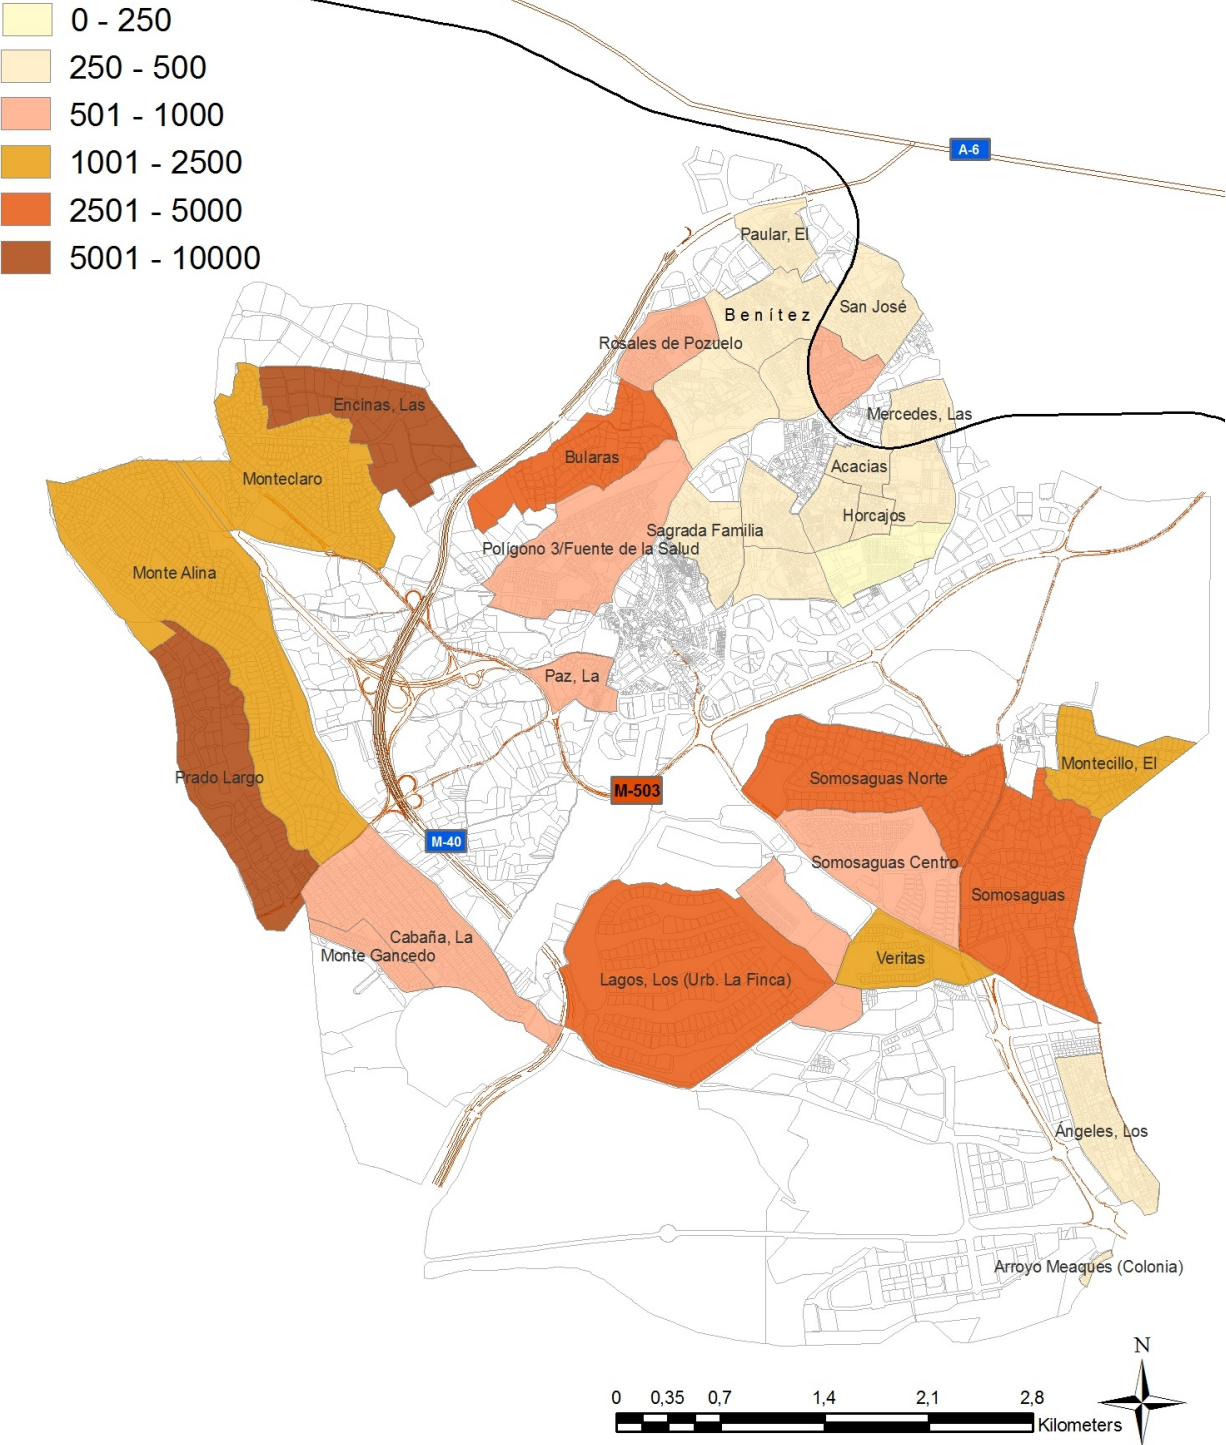 0 - 250
250 - 500
501 - 1000
1001 - 2500
2501 - 5000
5001 - 10000
A-6
Paular, El
San José
Benítez
Rosales de Pozuelo
Encinas, Las
Mercedes, Las
Bularas
Acacias
Monteclaro
Horcajos
Sagrada Familia
Polígono 3/Fuente de la Salud
Monte Alina
Paz, La
Montecillo, El
Prado Largo
Somosaguas Norte
M-503
M-40
Somosaguas Centro
Somosaguas
Cabaña, La
Monte Gancedo
Veritas
Lagos, Los (Urb. La Finca)
Ángeles, Los
Arroyo Meaques (Colonia)
N
0 0,35 0,7 1,4 2,1 2,8
Kilometers